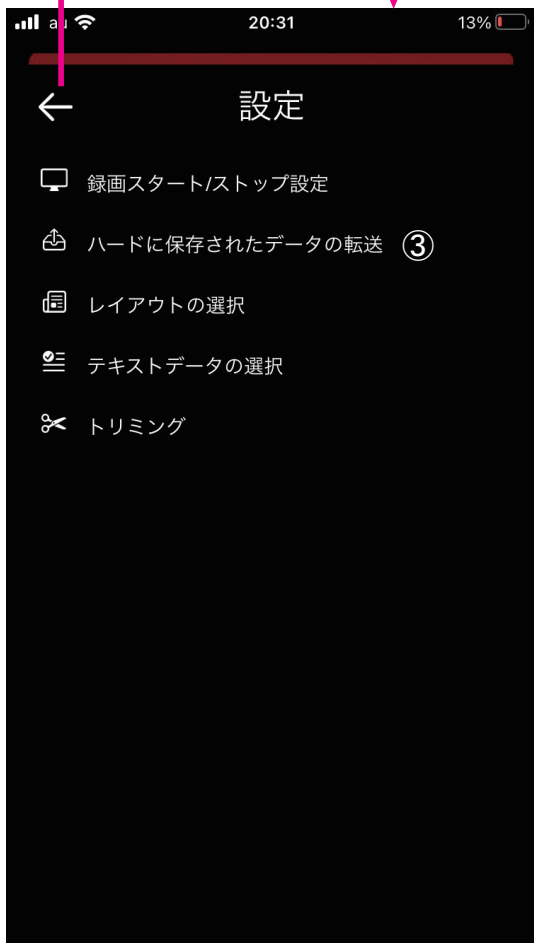 au 20:31 13%
設定
録画スタート/ストップ設定
ハードに保存されたデータの転送 ③
レイアウトの選択
テキストデータの選択
トリミング